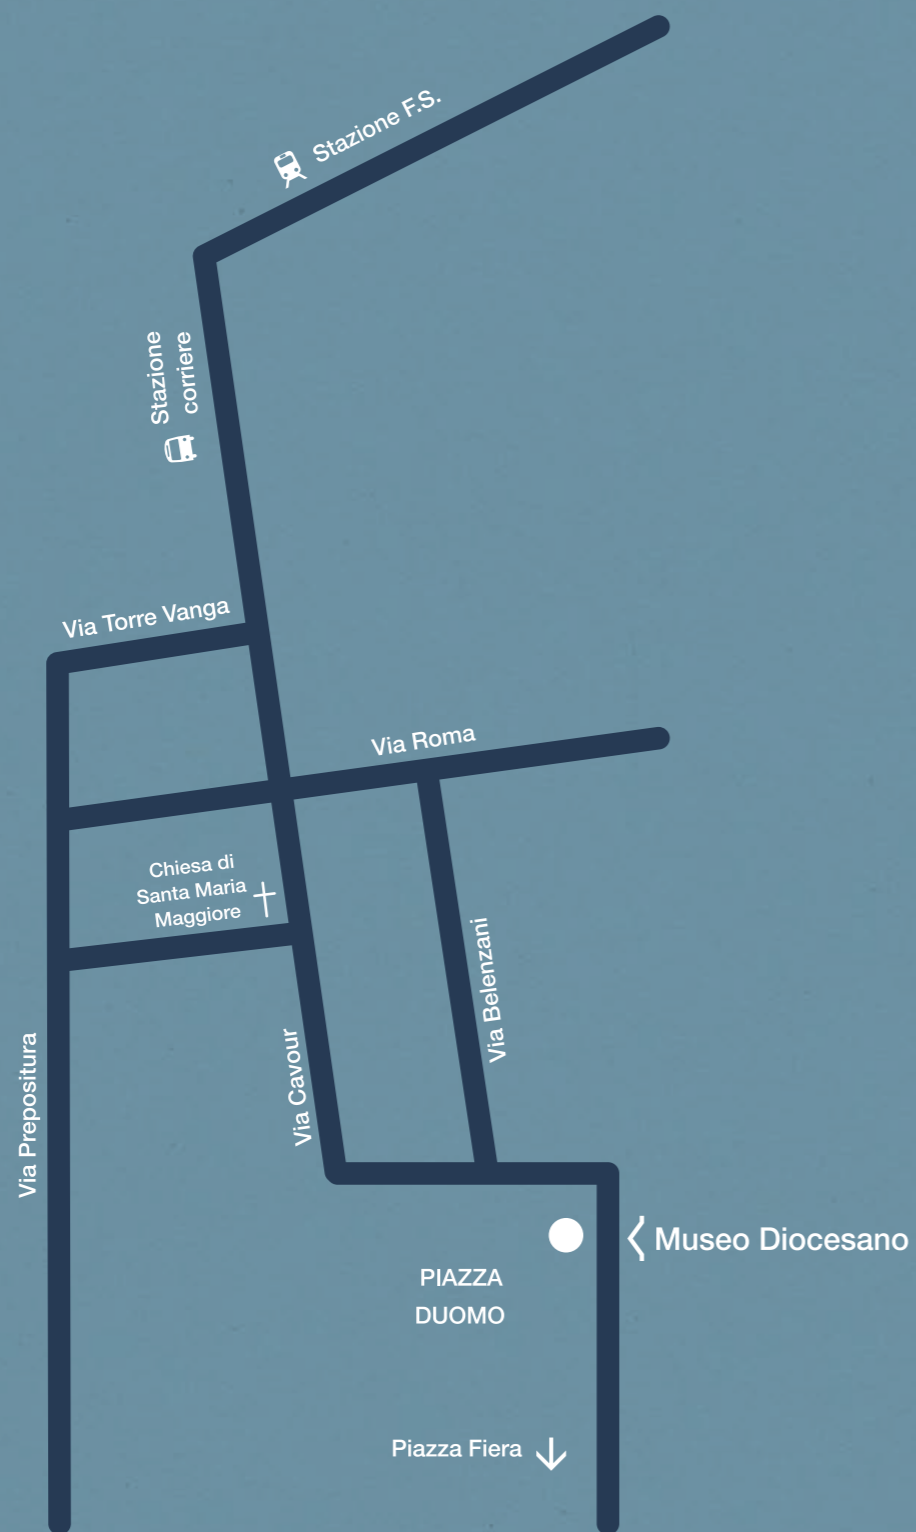 Stazione F.S.
Stazione
corriere
Via Torre Vanga
Via Roma
Chiesa di
Santa Maria
Maggiore
Via Belenzani
Via Cavour
Via Prepositura
Museo Diocesano
PIAZZA
DUOMO
Piazza Fiera